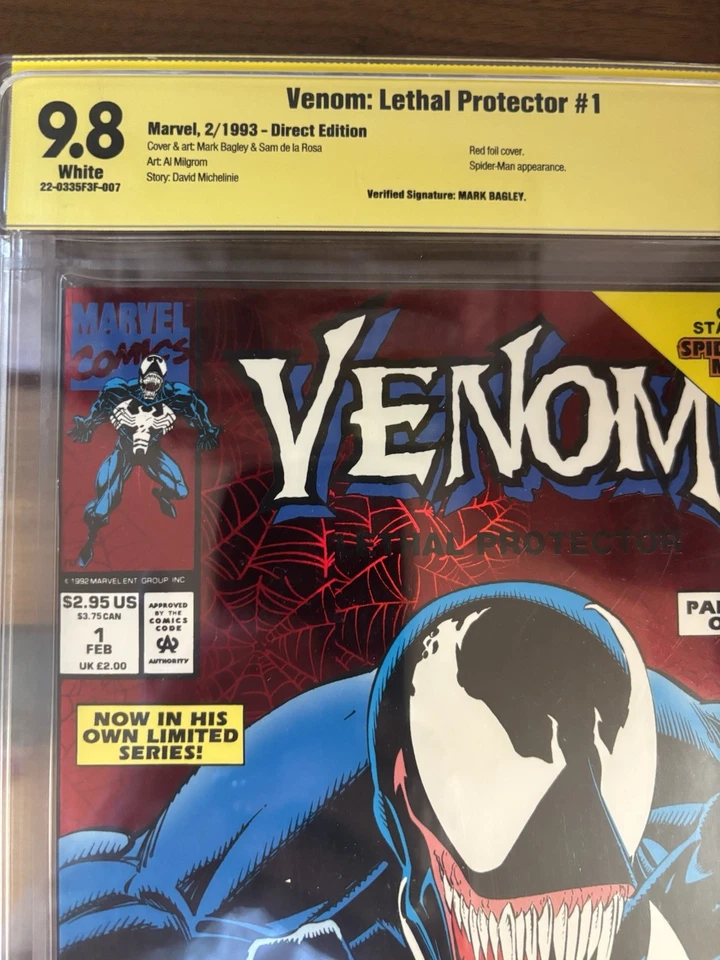 Venom: Lethal Protector #1
9.8
White
22-0335F3F-007
Marvel, 2/1993 - Direct Edition
Cover & art: Mark Bagley & Sam de la Rosa
Art: Al Milgrom
Story: David Michelinie
Red foil cover.
Spider-Man appearance.
Verified Signature: MARK BAGLEY.
MARVEL
COMICS
VENOM
LETHAL PROTECTOR
© 1992 MARVEL ENT GROUP INC
$2.95 US
$3.75 CAN
1
FEB
UK £2.00
APPROVED
BY THE
COMICS
CODE
CA
AUTHORITY
NOW IN HIS
OWN LIMITED
SERIES!